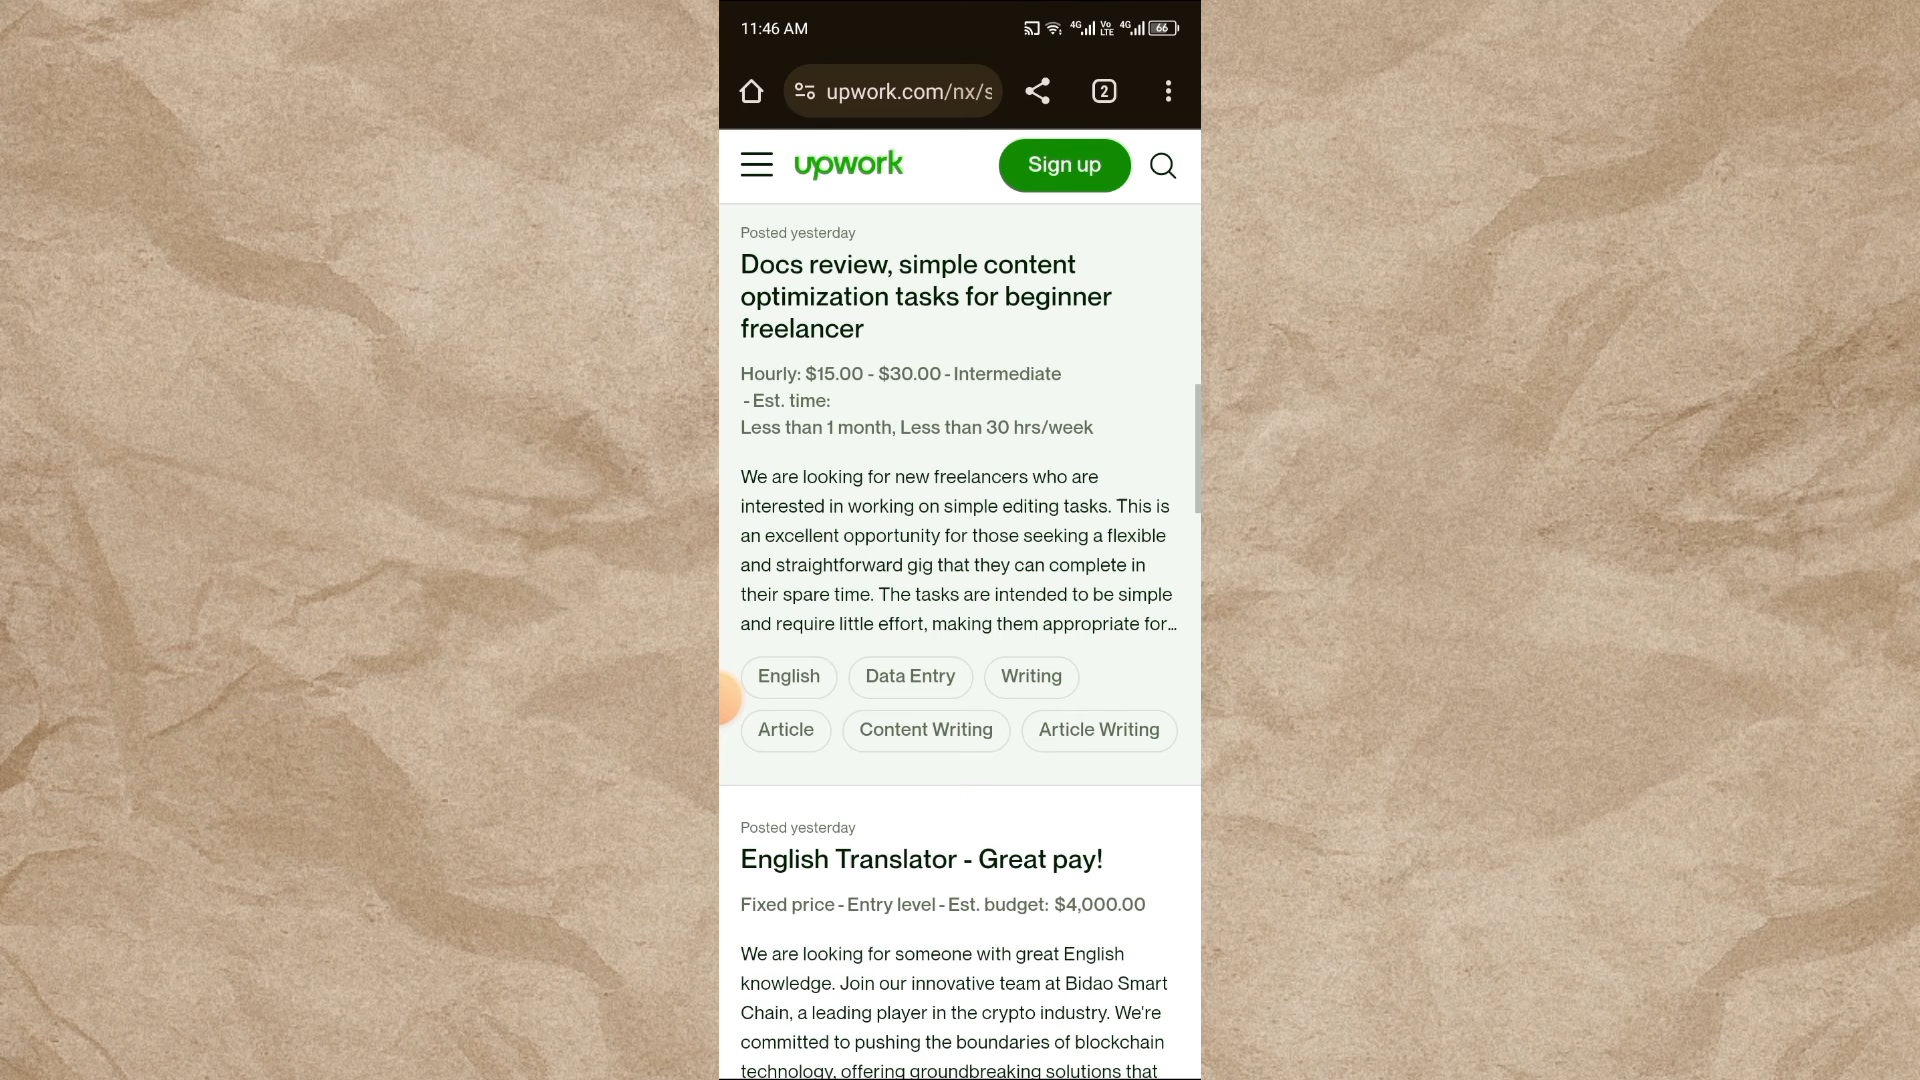 11:46 AM
4G Vo LTE 4G 66
upwork.com/nx/s
2
upwork
Sign up
Posted yesterday
Docs review, simple content
optimization tasks for beginner
freelancer
Hourly: $15.00 - $30.00 - Intermediate
- Est. time:
Less than 1 month, Less than 30 hrs/week
We are looking for new freelancers who are
interested in working on simple editing tasks. This is
an excellent opportunity for those seeking a flexible
and straightforward gig that they can complete in
their spare time. The tasks are intended to be simple
and require little effort, making them appropriate for...
English Data Entry Writing
Article Content Writing Article Writing
Posted yesterday
English Translator - Great pay!
Fixed price - Entry level - Est. budget: $4,000.00
We are looking for someone with great English
knowledge. Join our innovative team at Bidao Smart
Chain, a leading player in the crypto industry. We're
committed to pushing the boundaries of blockchain
technology, offering groundbreaking solutions that